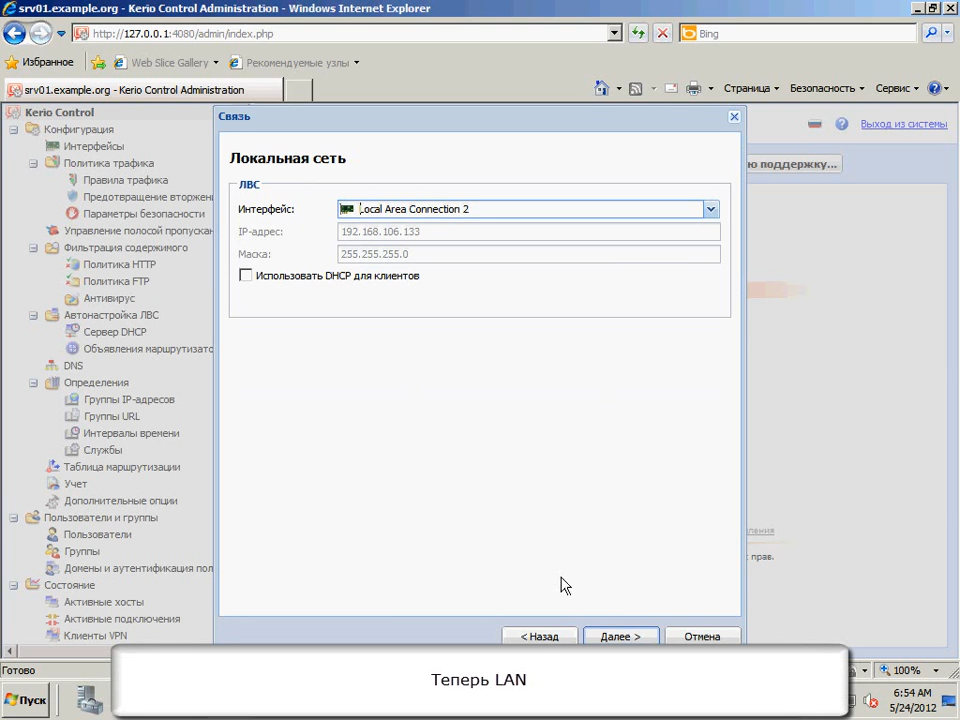 srv01.example.org - Kerio Control Administration - Windows Internet Explorer
http://127.0.0.1:4080/admin/index.php
Bing
Избранное
Web Slice Gallery
Рекомендуемые узлы
srv01.example.org - Kerio Control Administration
Страница
Безопасность
Сервис
Kerio Control
Конфигурация
Интерфейсы
Политика трафика
Правила трафика
Предотвращение вторжен
Параметры безопасности
Управление полосой пропускан
Фильтрация содержимого
Политика HTTP
Политика FTP
Антивирус
Автонастройка ЛВС
Сервер DHCP
Объявления маршрутизато
DNS
Определения
Группы IP-адресов
Группы URL
Интервалы времени
Службы
Таблица маршрутизации
Учет
Дополнительные опции
Пользователи и группы
Пользователи
Группы
Домены и аутентификация пол
Состояние
Активные хосты
Активные подключения
Клиенты VPN
Связь
Локальная сеть
ЛВС
Интерфейс:
Local Area Connection 2
IP-адрес:
192.168.106.133
Маска:
255.255.255.0
Использовать DHCP для клиентов
< Назад
Далее >
Отмена
Выход из системы
ю поддержку...
ления
прав.
Готово
100%
Теперь LAN
Пуск
6:54 AM
5/24/2012